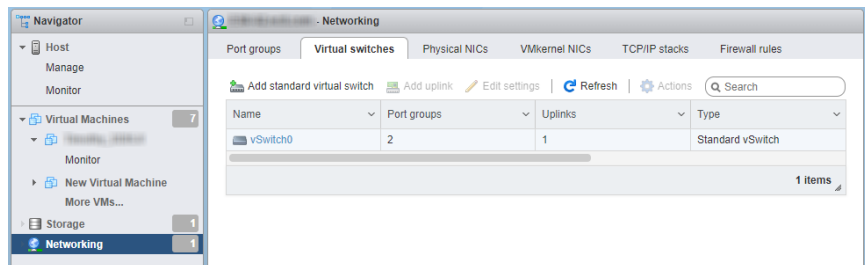 Navigator
- Networking
Host
Manage
Monitor
Virtual Machines 7
Monitor
New Virtual Machine
More VMs...
Storage 1
Networking 1
Port groups Virtual switches Physical NICs VMkernel NICs TCP/IP stacks Firewall rules
Add standard virtual switch Add uplink Edit settings Refresh Actions Search
Name Port groups Uplinks Type
vSwitch0 2 1 Standard vSwitch
1 items